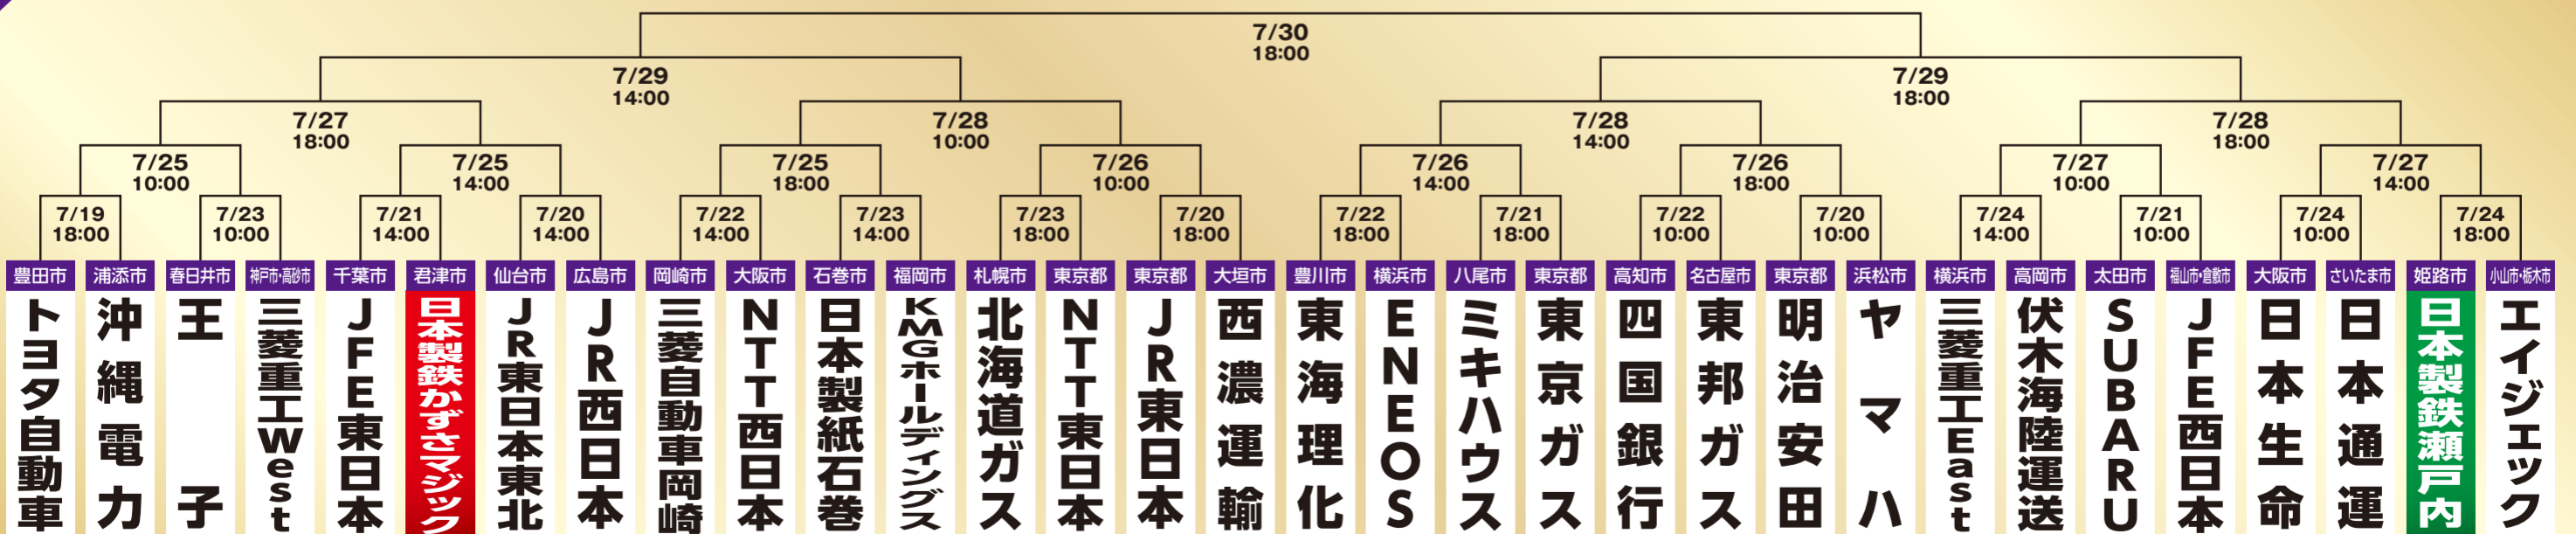 7/30
18:00
7/29
14:00
7/29
18:00
7/27
18:00
7/28
10:00
7/28
14:00
7/28
18:00
7/25
10:00
7/25
14:00
7/25
18:00
7/26
10:00
7/26
14:00
7/26
18:00
7/27
10:00
7/27
14:00
7/19
18:00
7/23
10:00
7/21
14:00
7/20
14:00
7/22
14:00
7/23
14:00
7/23
18:00
7/20
18:00
7/22
18:00
7/21
18:00
7/22
10:00
7/20
10:00
7/24
14:00
7/21
10:00
7/24
10:00
7/24
18:00
豊田市
トヨタ自動車
浦添市
沖縄電力
春日井市
王子
神戸市・高砂市
三菱重工West
千葉市
JFE東日本
君津市
日本製鉄かずさマジック
仙台市
JR東日本東北
広島市
JR西日本
岡崎市
三菱自動車岡崎
大阪市
NTT西日本
石巻市
日本製紙石巻
福岡市
KMGホールディングス
札幌市
北海道ガス
東京都
NTT東日本
東京都
JR東日本
大垣市
西濃運輸
豊川市
東海理化
横浜市
ENEOS
八尾市
ミキハウス
東京都
東京ガス
高知市
四国銀行
名古屋市
東邦ガス
東京都
明治安田
浜松市
ヤマハ
横浜市
三菱重工East
高岡市
伏木海陸運送
太田市
SUBARU
福山市・倉敷市
JFE西日本
大阪市
日本生命
さいたま市
日本通運
姫路市
日本製鉄瀬戸内
小山市・栃木市
エイジェック